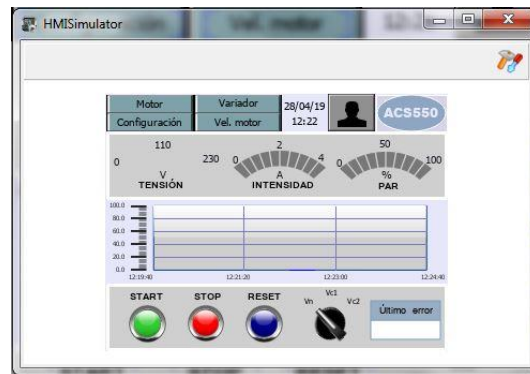 HMISimulator
Motor Variador 28/04/19
Configuración Vel. motor 12:22
ACS550
110 2 50
0 230 0 4 0 100
V A %
TENSIÓN INTENSIDAD PAR
100.0
80.0
60.0
40.0
20.0
0.0
12:19:40 12:21:20 12:23:00 12:24:40
START STOP RESET
Vn Vc1 Vc2
Último error